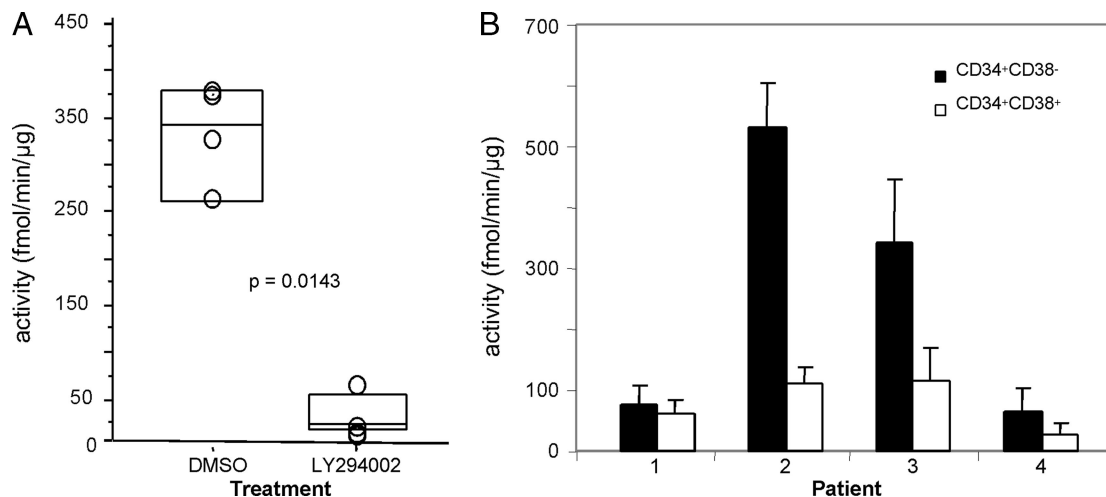 A
450
350
250
150
50
0
activity (fmol/min/µg)
p = 0.0143
DMSO LY294002
Treatment
B
700
500
300
100
0
activity (fmol/min/µg)
CD34+CD38-
CD34+CD38+
1 2 3 4
Patient